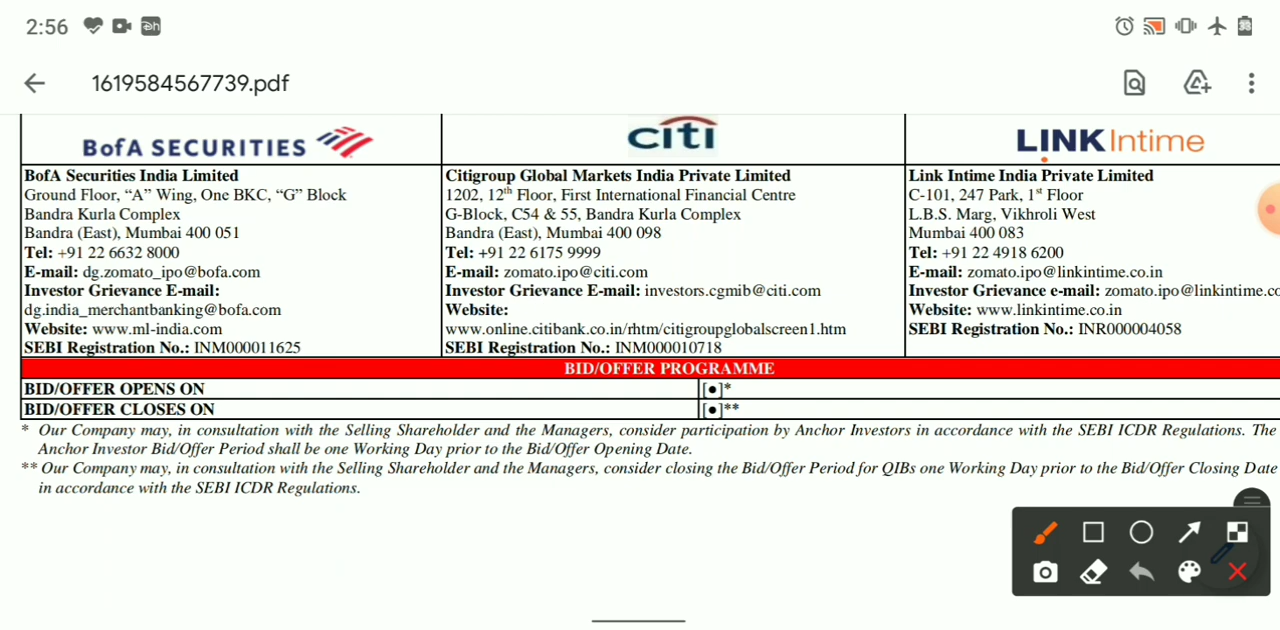 2:56
1619584567739.pdf
BofA SECURITIES
BofA Securities India Limited
Ground Floor, “A” Wing, One BKC, “G” Block
Bandra Kurla Complex
Bandra (East), Mumbai 400 051
Tel: +91 22 6632 8000
E-mail: dg.zomato_ipo@bofa.com
Investor Grievance E-mail:
dg.india_merchantbanking@bofa.com
Website: www.ml-india.com
SEBI Registration No.: INM000011625
citi
Citigroup Global Markets India Private Limited
1202, 12th Floor, First International Financial Centre
G-Block, C54 & 55, Bandra Kurla Complex
Bandra (East), Mumbai 400 098
Tel: +91 22 6175 9999
E-mail: zomato.ipo@citi.com
Investor Grievance E-mail: investors.cgmib@citi.com
Website:
www.online.citibank.co.in/rhtm/citigroupglobalscreen1.htm
SEBI Registration No.: INM000010718
LINKIntime
Link Intime India Private Limited
C-101, 247 Park, 1st Floor
L.B.S. Marg, Vikhroli West
Mumbai 400 083
Tel: +91 22 4918 6200
E-mail: zomato.ipo@linkintime.co.in
Investor Grievance e-mail: zomato.ipo@linkintime.co
Website: www.linkintime.co.in
SEBI Registration No.: INR000004058
BID/OFFER PROGRAMME
BID/OFFER OPENS ON [●]*
BID/OFFER CLOSES ON [●]**
* Our Company may, in consultation with the Selling Shareholder and the Managers, consider participation by Anchor Investors in accordance with the SEBI ICDR Regulations. The
Anchor Investor Bid/Offer Period shall be one Working Day prior to the Bid/Offer Opening Date.
** Our Company may, in consultation with the Selling Shareholder and the Managers, consider closing the Bid/Offer Period for QIBs one Working Day prior to the Bid/Offer Closing Date
in accordance with the SEBI ICDR Regulations.